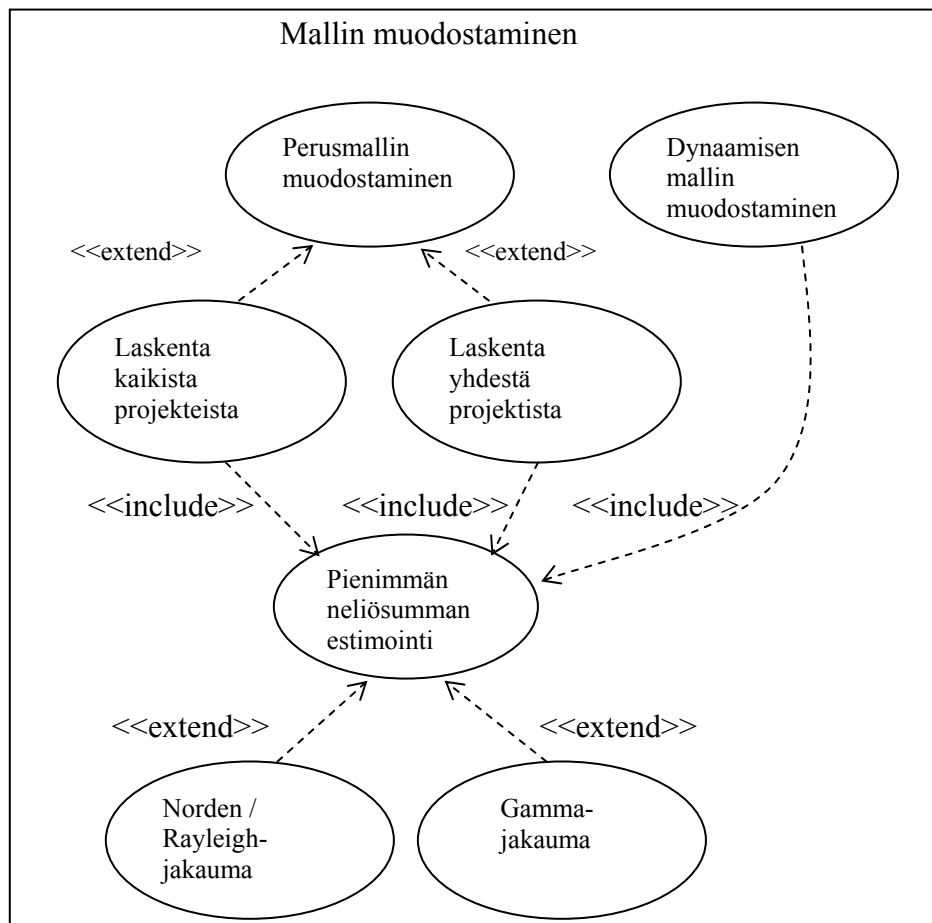 Mallin muodostaminen
Perusmallin
muodostaminen
Dynaamisen
mallin
muodostaminen
<<extend>>
<<extend>>
Laskenta
kaikista
projekteista
Laskenta
yhdestä
projektista
<<include>>
<<include>>
<<include>>
Pienimmän
neliösumman
estimointi
<<extend>>
<<extend>>
Norden /
Rayleigh-
jakauma
Gamma-
jakauma